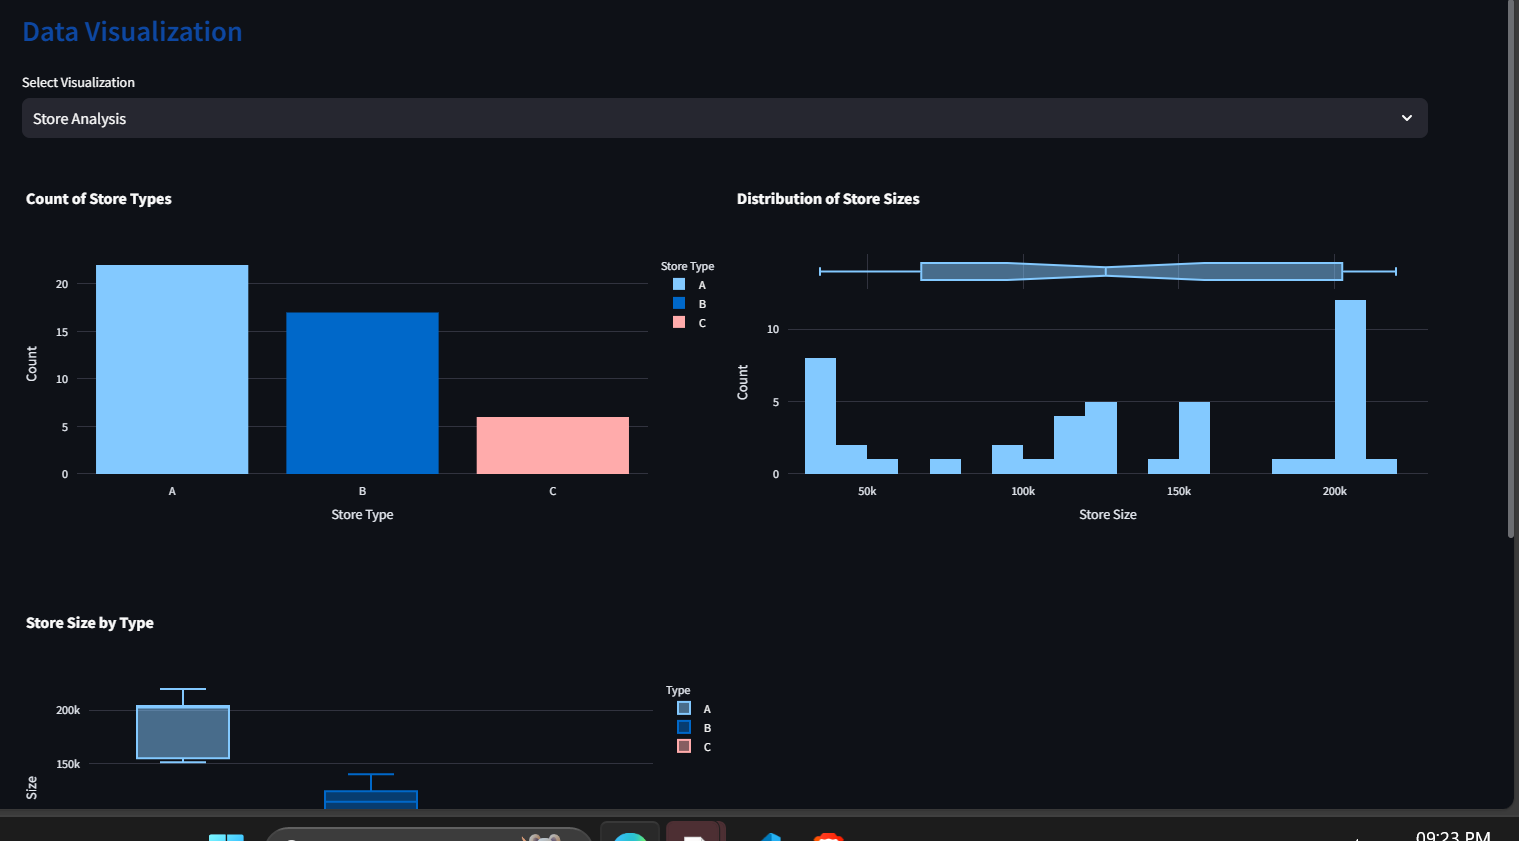 Data Visualization
Select Visualization
Store Analysis
Count of Store Types
Store Type
A
B
C
20
15
10
5
0
Count
A B C
Store Type
Distribution of Store Sizes
10
5
0
Count
50k 100k 150k 200k
Store Size
Store Size by Type
Type
A
B
C
200k
150k
Size
09:23 PM